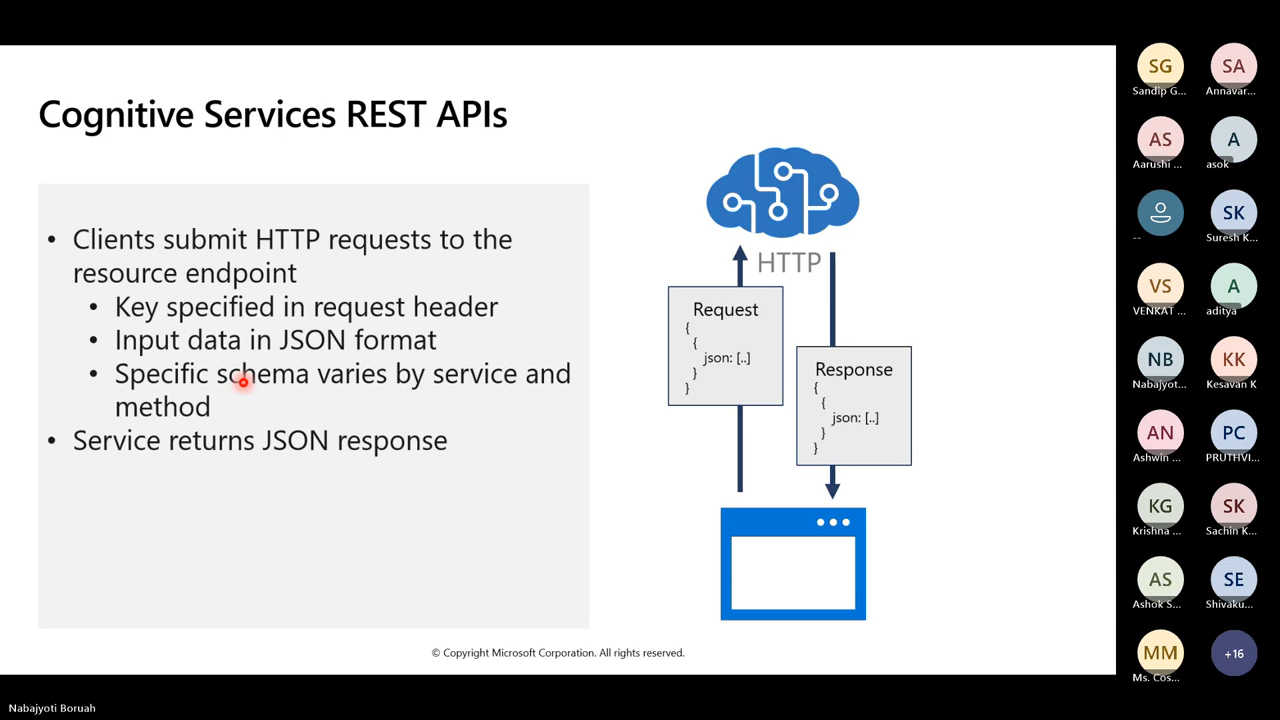 Cognitive Services REST APIs
• Clients submit HTTP requests to the
resource endpoint
• Key specified in request header
• Input data in JSON format
• Specific schema varies by service and
method
• Service returns JSON response
HTTP
Request
{
{
json: [..]
}
}
Response
{
{
json: [..]
}
}
© Copyright Microsoft Corporation. All rights reserved.
SG
Sandip G...
SA
Annavar...
AS
Aarushi ...
A
asok
--
SK
Suresh K...
VS
VENKAT ...
A
aditya
NB
Nabajyot...
KK
Kesavan K
AN
Ashwin ...
PC
PRUTHVI...
KG
Krishna ...
SK
Sachin K...
AS
Ashok S...
SE
Shivaku...
MM
Ms. Cos...
+16
Nabajyoti Boruah